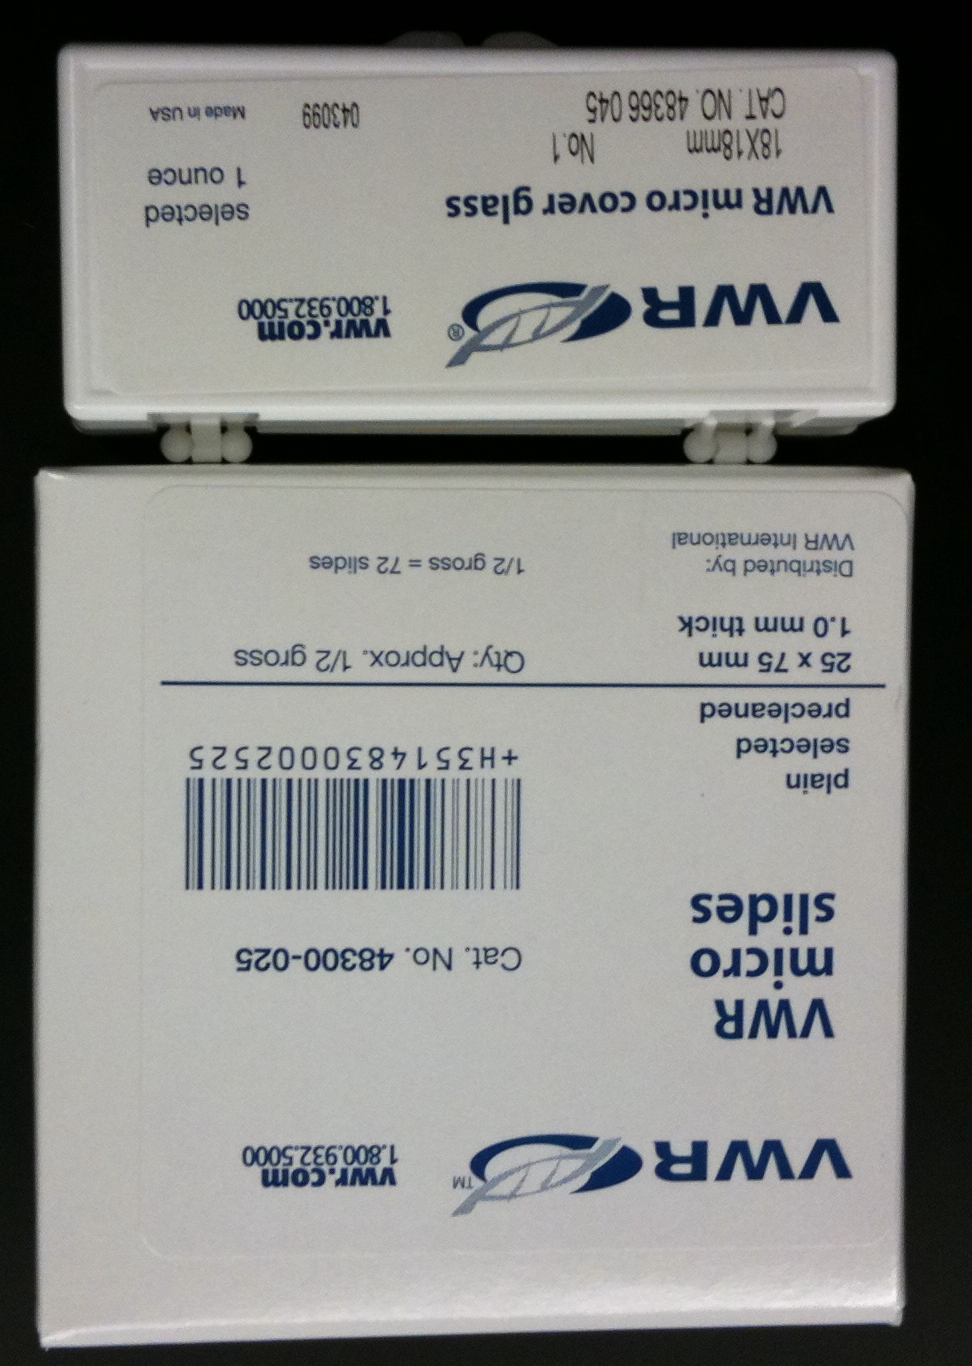 VWR TM
vwr.com
1.800.932.5000
VWR
micro
slides
Cat. No. 48300-025
+H351483000252​5
plain
selected
precleaned
25 x 75 mm
1.0 mm thick
Qty: Approx. 1/2 gross
Distributed by:
VWR International
1/2 gross = 72 slides
VWR ®
vwr.com
1.800.932.5000
VWR micro cover glass
selected
1 ounce
18X18mm No.1
CAT. NO. 48366 045
043099
Made in USA